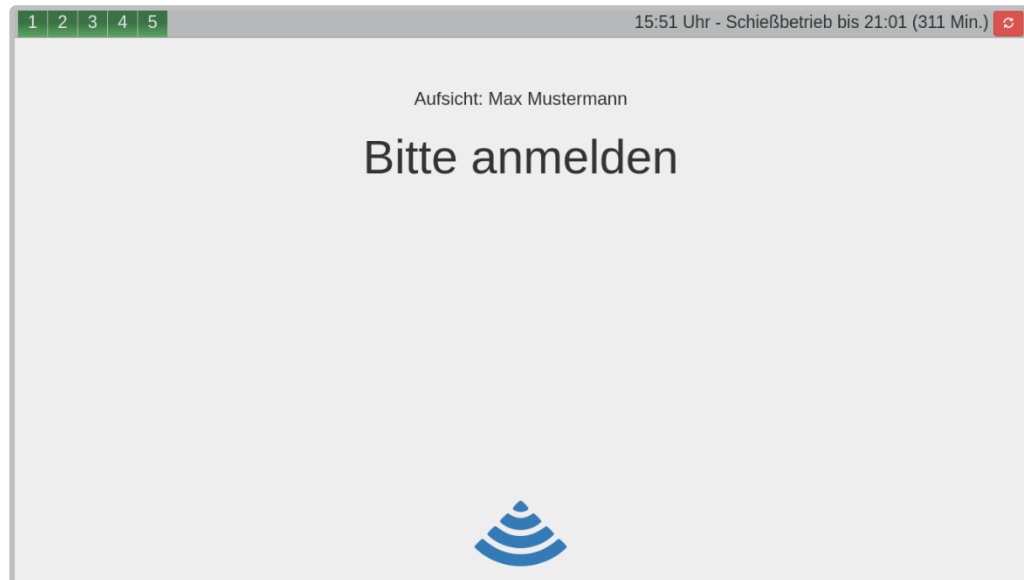 1 2 3 4 5 15:51 Uhr - Schießbetrieb bis 21:01 (311 Min.)
Aufsicht: Max Mustermann
Bitte anmelden